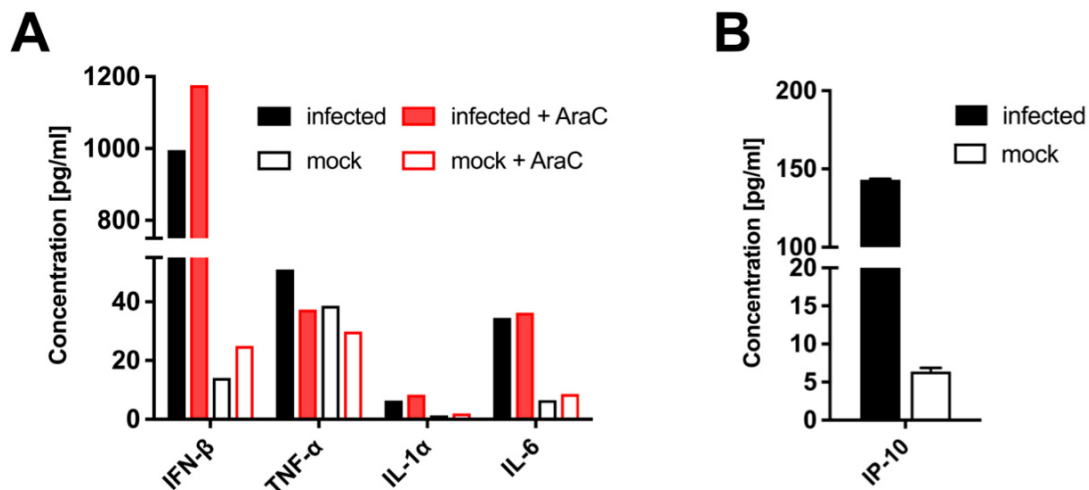 A
Concentration [pg/ml]
1200
1000
800
40
20
0
infected
infected + AraC
mock
mock + AraC
IFN-β
TNF-α
IL-1α
IL-6
B
Concentration [pg/ml]
200
150
100
20
15
10
5
0
infected
mock
IP-10